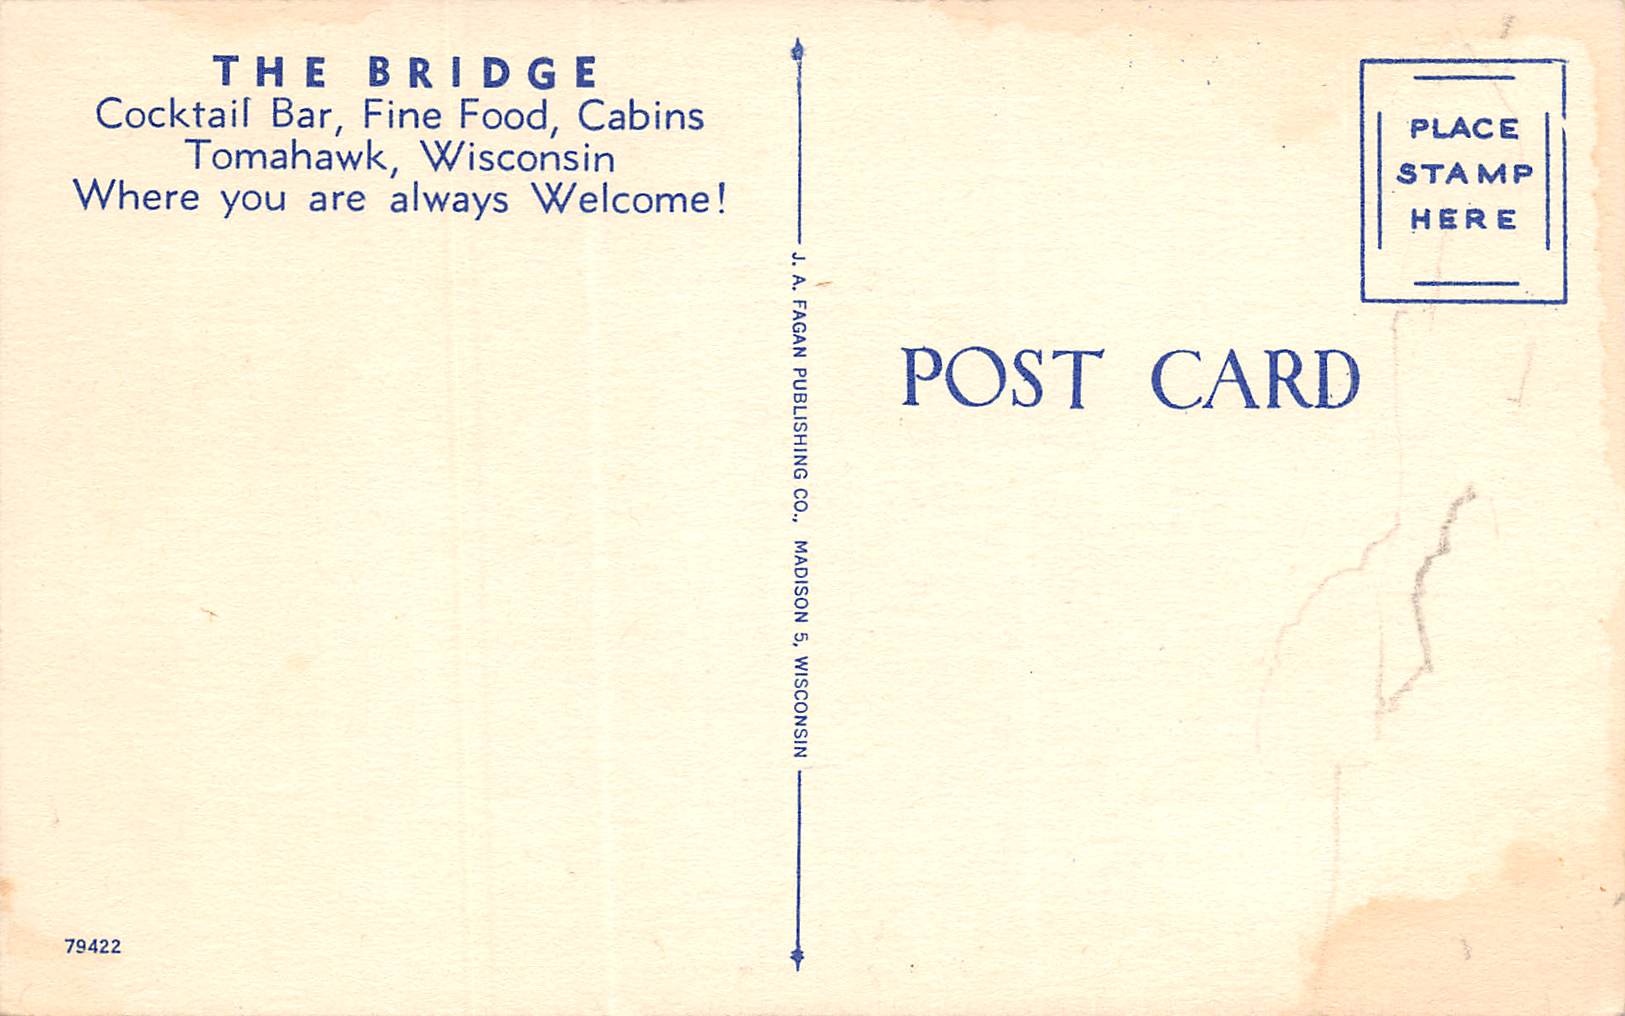 THE BRIDGE
Cocktail Bar, Fine Food, Cabins
Tomahawk, Wisconsin
Where you are always Welcome!
79422
J. A. FAGAN PUBLISHING CO., MADISON 5, WISCONSIN
PLACE
STAMP
HERE
POST CARD